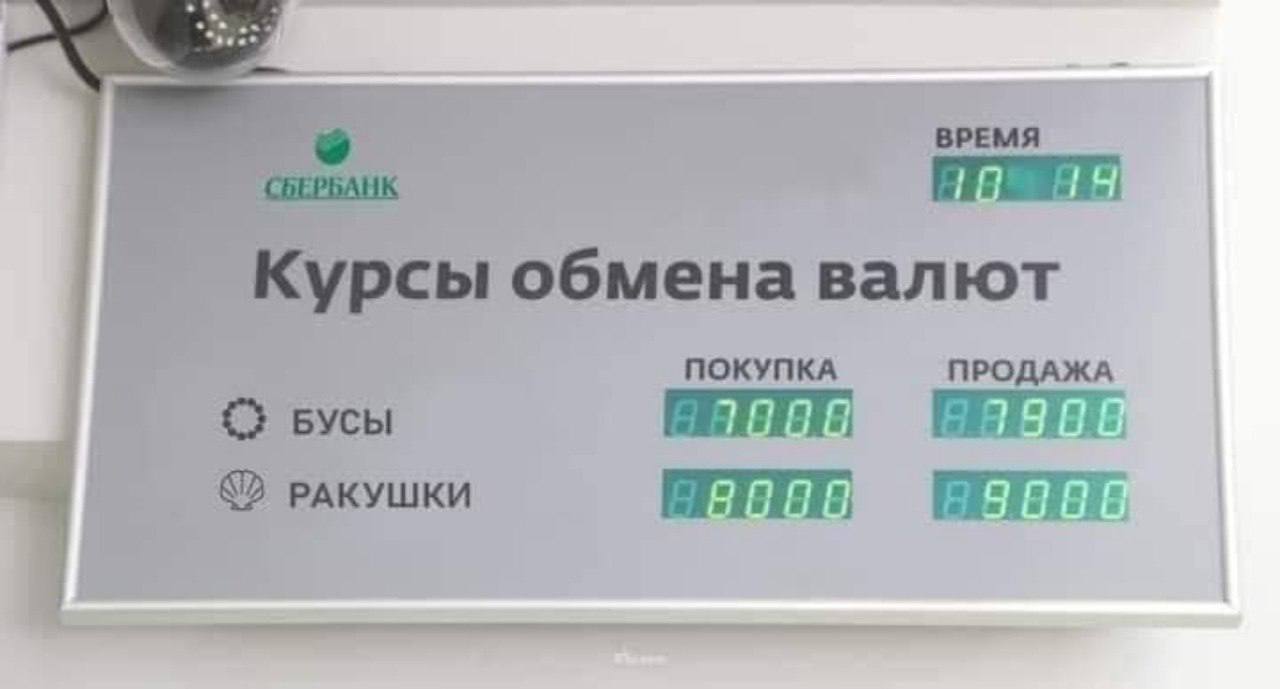 СБЕРБАНК
ВРЕМЯ
10 14
Курсы обмена валют
ПОКУПКА ПРОДАЖА
БУСЫ 7000 7900
РАКУШКИ 8000 9000